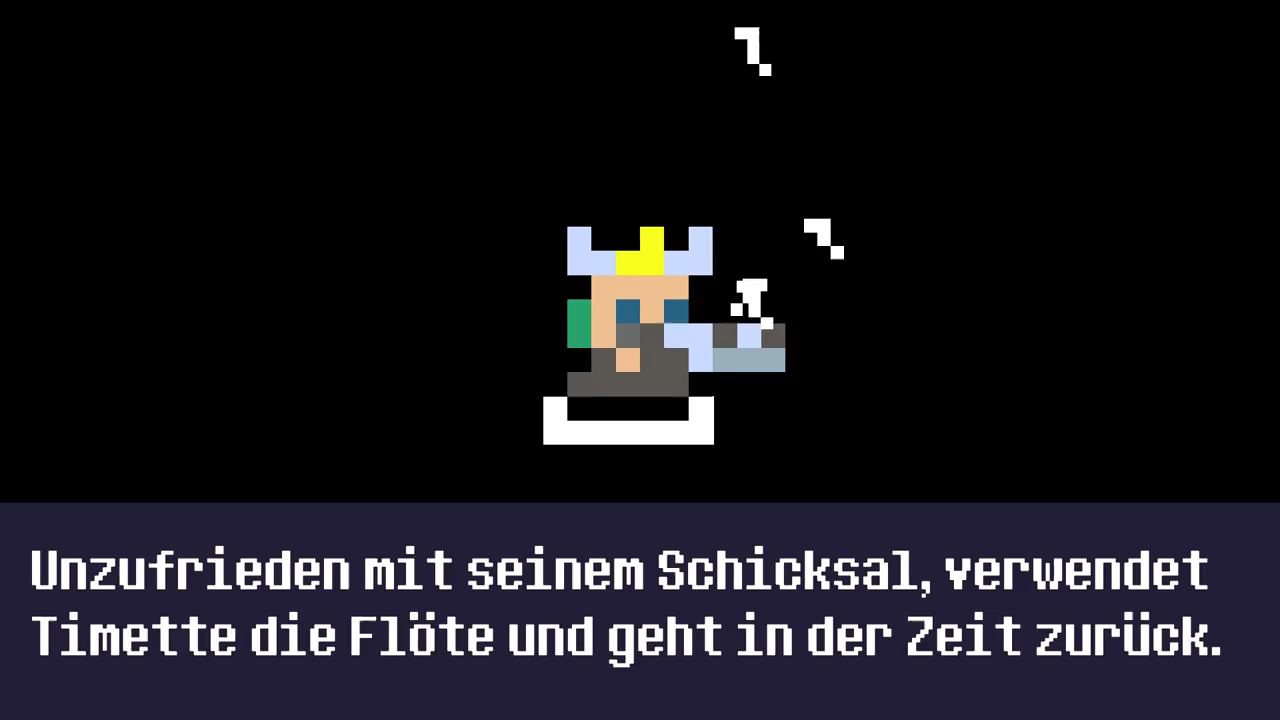 Unzufrieden mit seinem Schicksal, verwendet
Timette die Flöte und geht in der Zeit zurück.